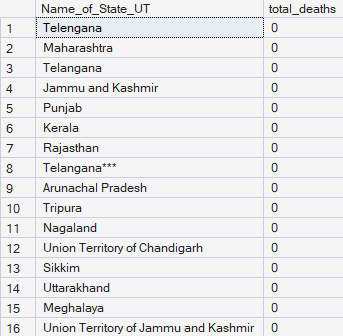 Name_of_State_UT total_deaths
1 Telengana 0
2 Maharashtra 0
3 Telangana 0
4 Jammu and Kashmir 0
5 Punjab 0
6 Kerala 0
7 Rajasthan 0
8 Telangana*** 0
9 Arunachal Pradesh 0
10 Tripura 0
11 Nagaland 0
12 Union Territory of Chandigarh 0
13 Sikkim 0
14 Uttarakhand 0
15 Meghalaya 0
16 Union Territory of Jammu and Kashmir 0